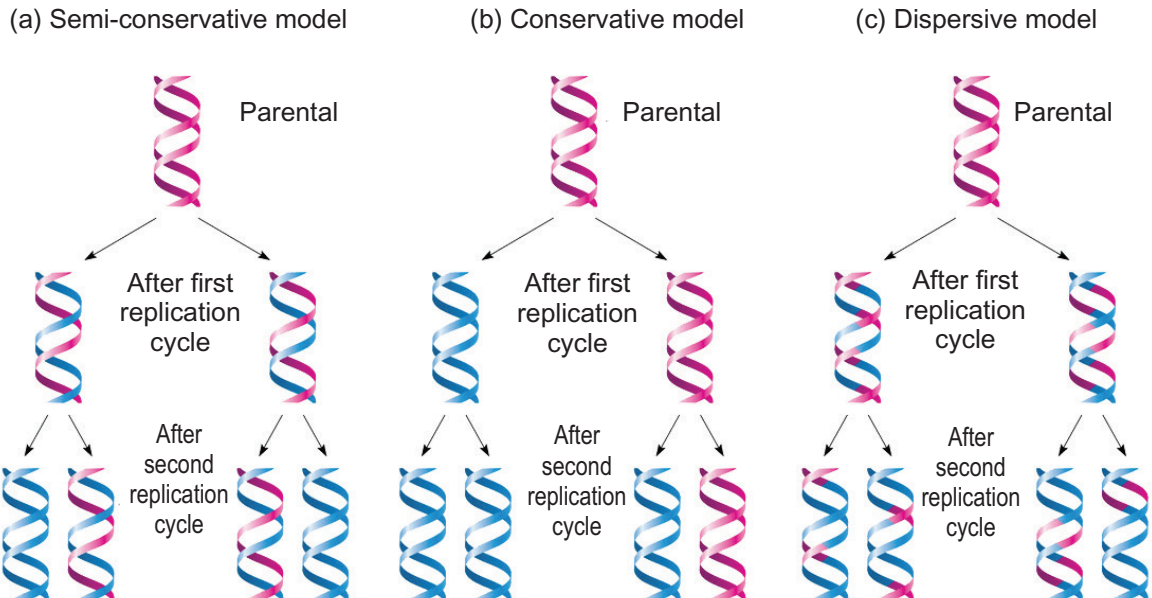 (a) Semi-conservative model
Parental
After first
replication
cycle
After
second
replication
cycle
(b) Conservative model
Parental
After first
replication
cycle
After
second
replication
cycle
(c) Dispersive model
Parental
After first
replication
cycle
After
second
replication
cycle